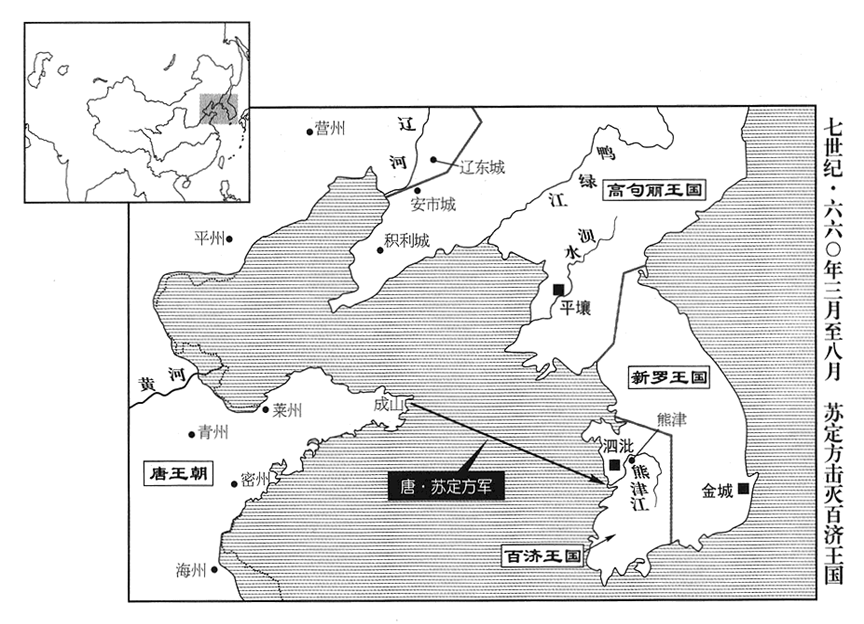 七世纪·六六〇年三月至八月 苏定方击灭百济王国
营州
辽河
辽东城
安市城
鸭绿江
高句丽王国
平州
积利城
浿水
平壤
黄河
新罗王国
莱州
成山
熊津
青州
泗沘
唐王朝
密州
唐·苏定方军
熊津江
金城
百济王国
海州